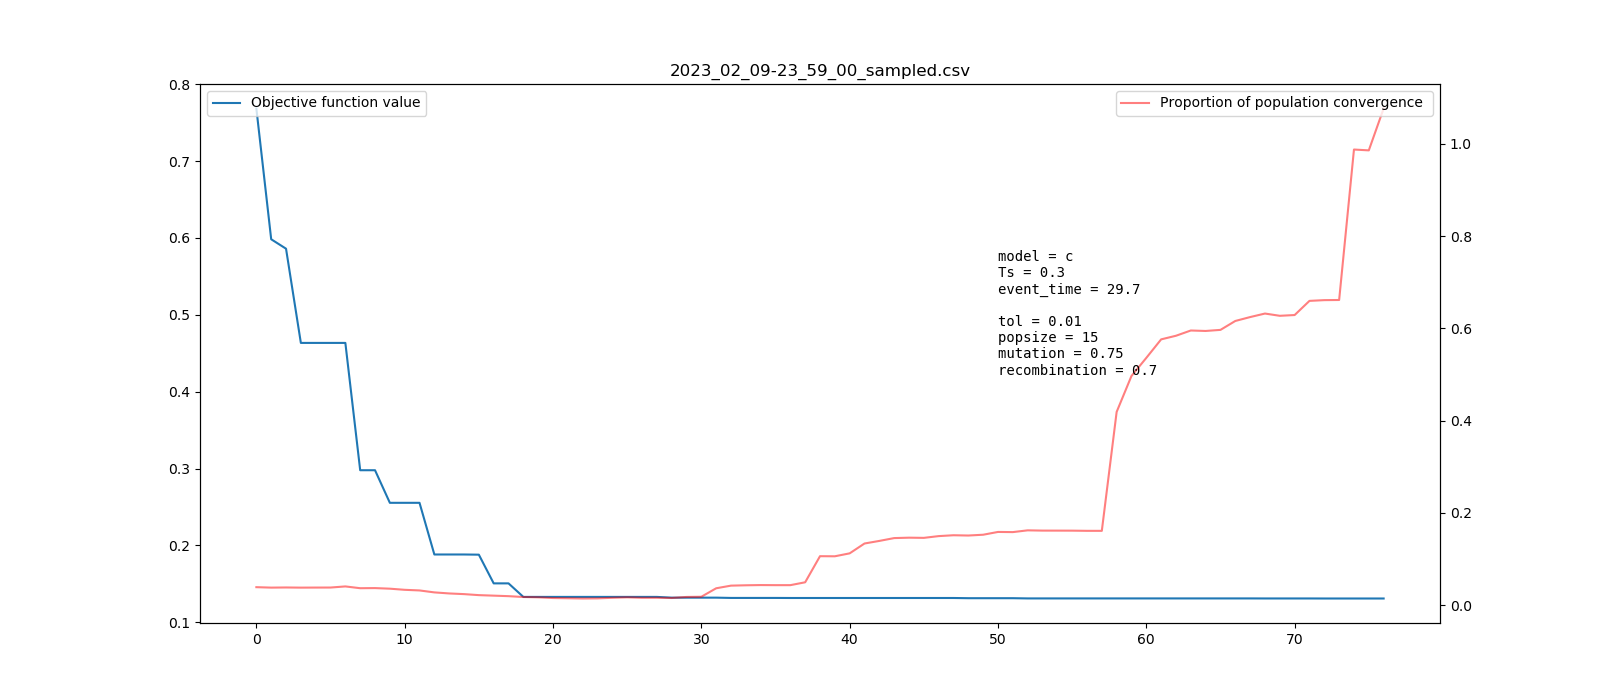 2023_02_09-23_59_00_sampled.csv
Objective function value
Proportion of population convergence
0.8
0.7
0.6
0.5
0.4
0.3
0.2
0.1
1.0
0.8
0.6
0.4
0.2
0.0
model = c
Ts = 0.3
event_time = 29.7
tol = 0.01
popsize = 15
mutation = 0.75
recombination = 0.7
0
10
20
30
40
50
60
70